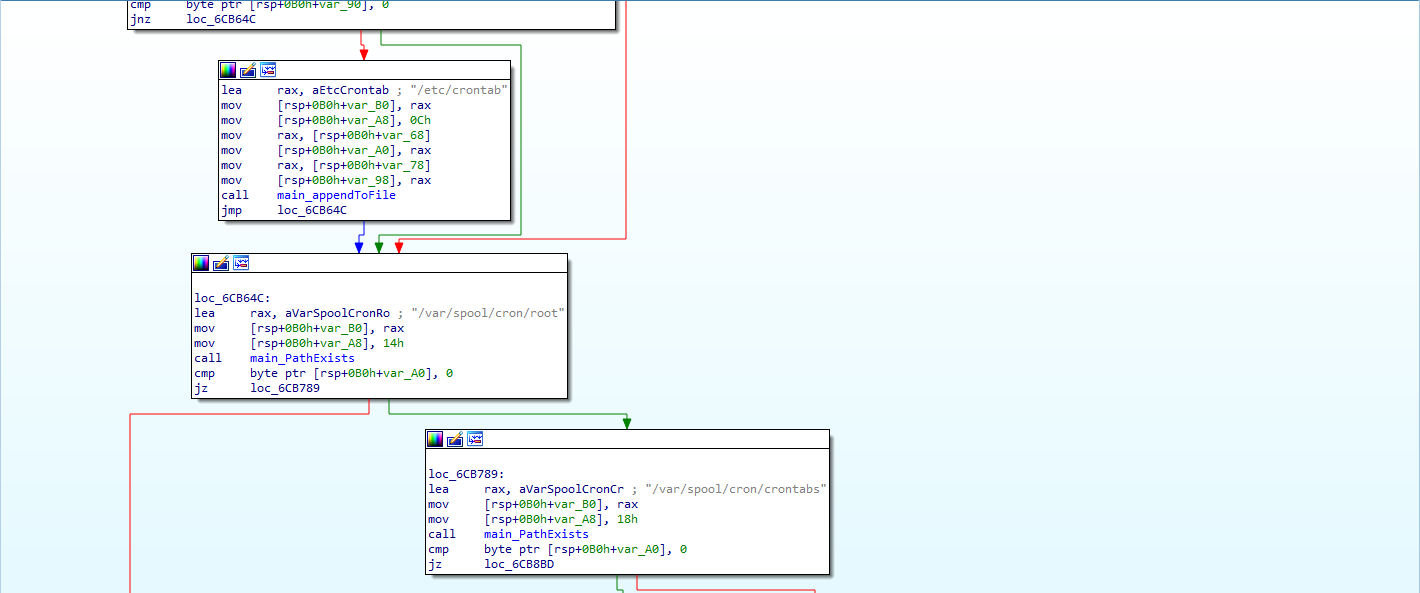 cmp byte ptr [rsp+0B0h+var_90], 0
jnz loc_6CB64C
lea rax, aEtcCrontab ; "/etc/crontab"
mov [rsp+0B0h+var_B0], rax
mov [rsp+0B0h+var_A8], 0Ch
mov rax, [rsp+0B0h+var_68]
mov [rsp+0B0h+var_A0], rax
mov rax, [rsp+0B0h+var_78]
mov [rsp+0B0h+var_98], rax
call main_appendToFile
jmp loc_6CB64C
loc_6CB64C:
lea rax, aVarSpoolCronRo ; "/var/spool/cron/root"
mov [rsp+0B0h+var_B0], rax
mov [rsp+0B0h+var_A8], 14h
call main_PathExists
cmp byte ptr [rsp+0B0h+var_A0], 0
jz loc_6CB789
loc_6CB789:
lea rax, aVarSpoolCronCr ; "/var/spool/cron/crontabs"
mov [rsp+0B0h+var_B0], rax
mov [rsp+0B0h+var_A8], 18h
call main_PathExists
cmp byte ptr [rsp+0B0h+var_A0], 0
jz loc_6CB8BD